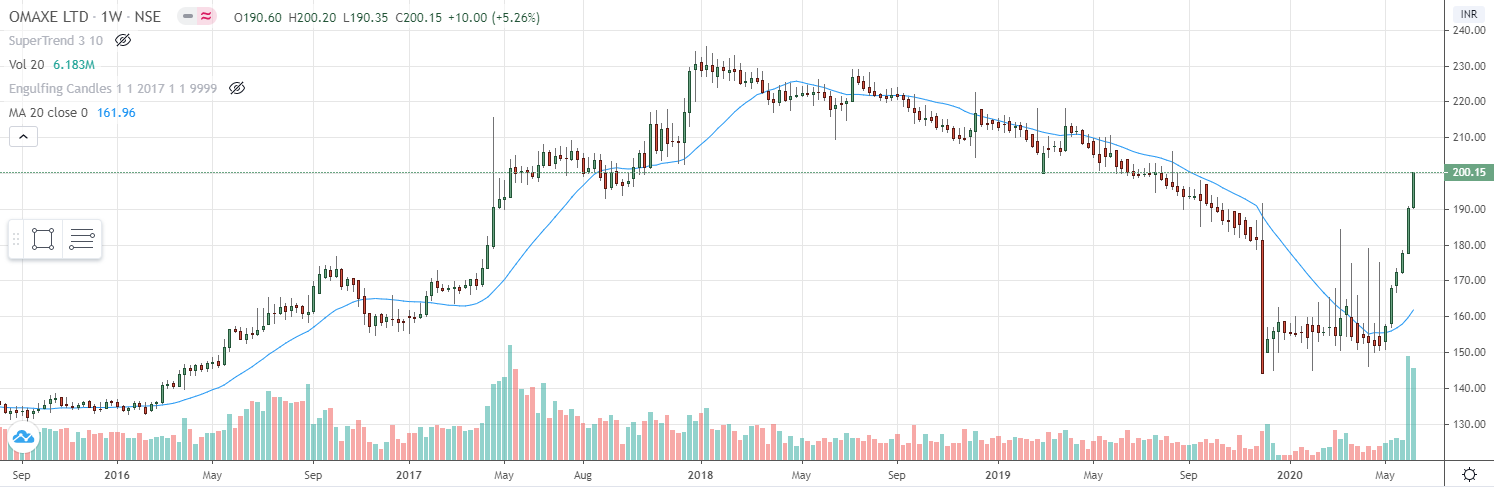 OMAXE LTD · 1W · NSE O190.60 H200.20 L190.35 C200.15 +10.00 (+5.26%)
INR
SuperTrend 3 10
Vol 20 6.183M
Engulfing Candles 1 1 2017 1 1 9999
MA 20 close 0 161.96
240.00
230.00
220.00
210.00
200.15
190.00
180.00
170.00
160.00
150.00
140.00
130.00
Sep 2016 May Sep 2017 May Aug 2018 May Sep 2019 May Sep 2020 May